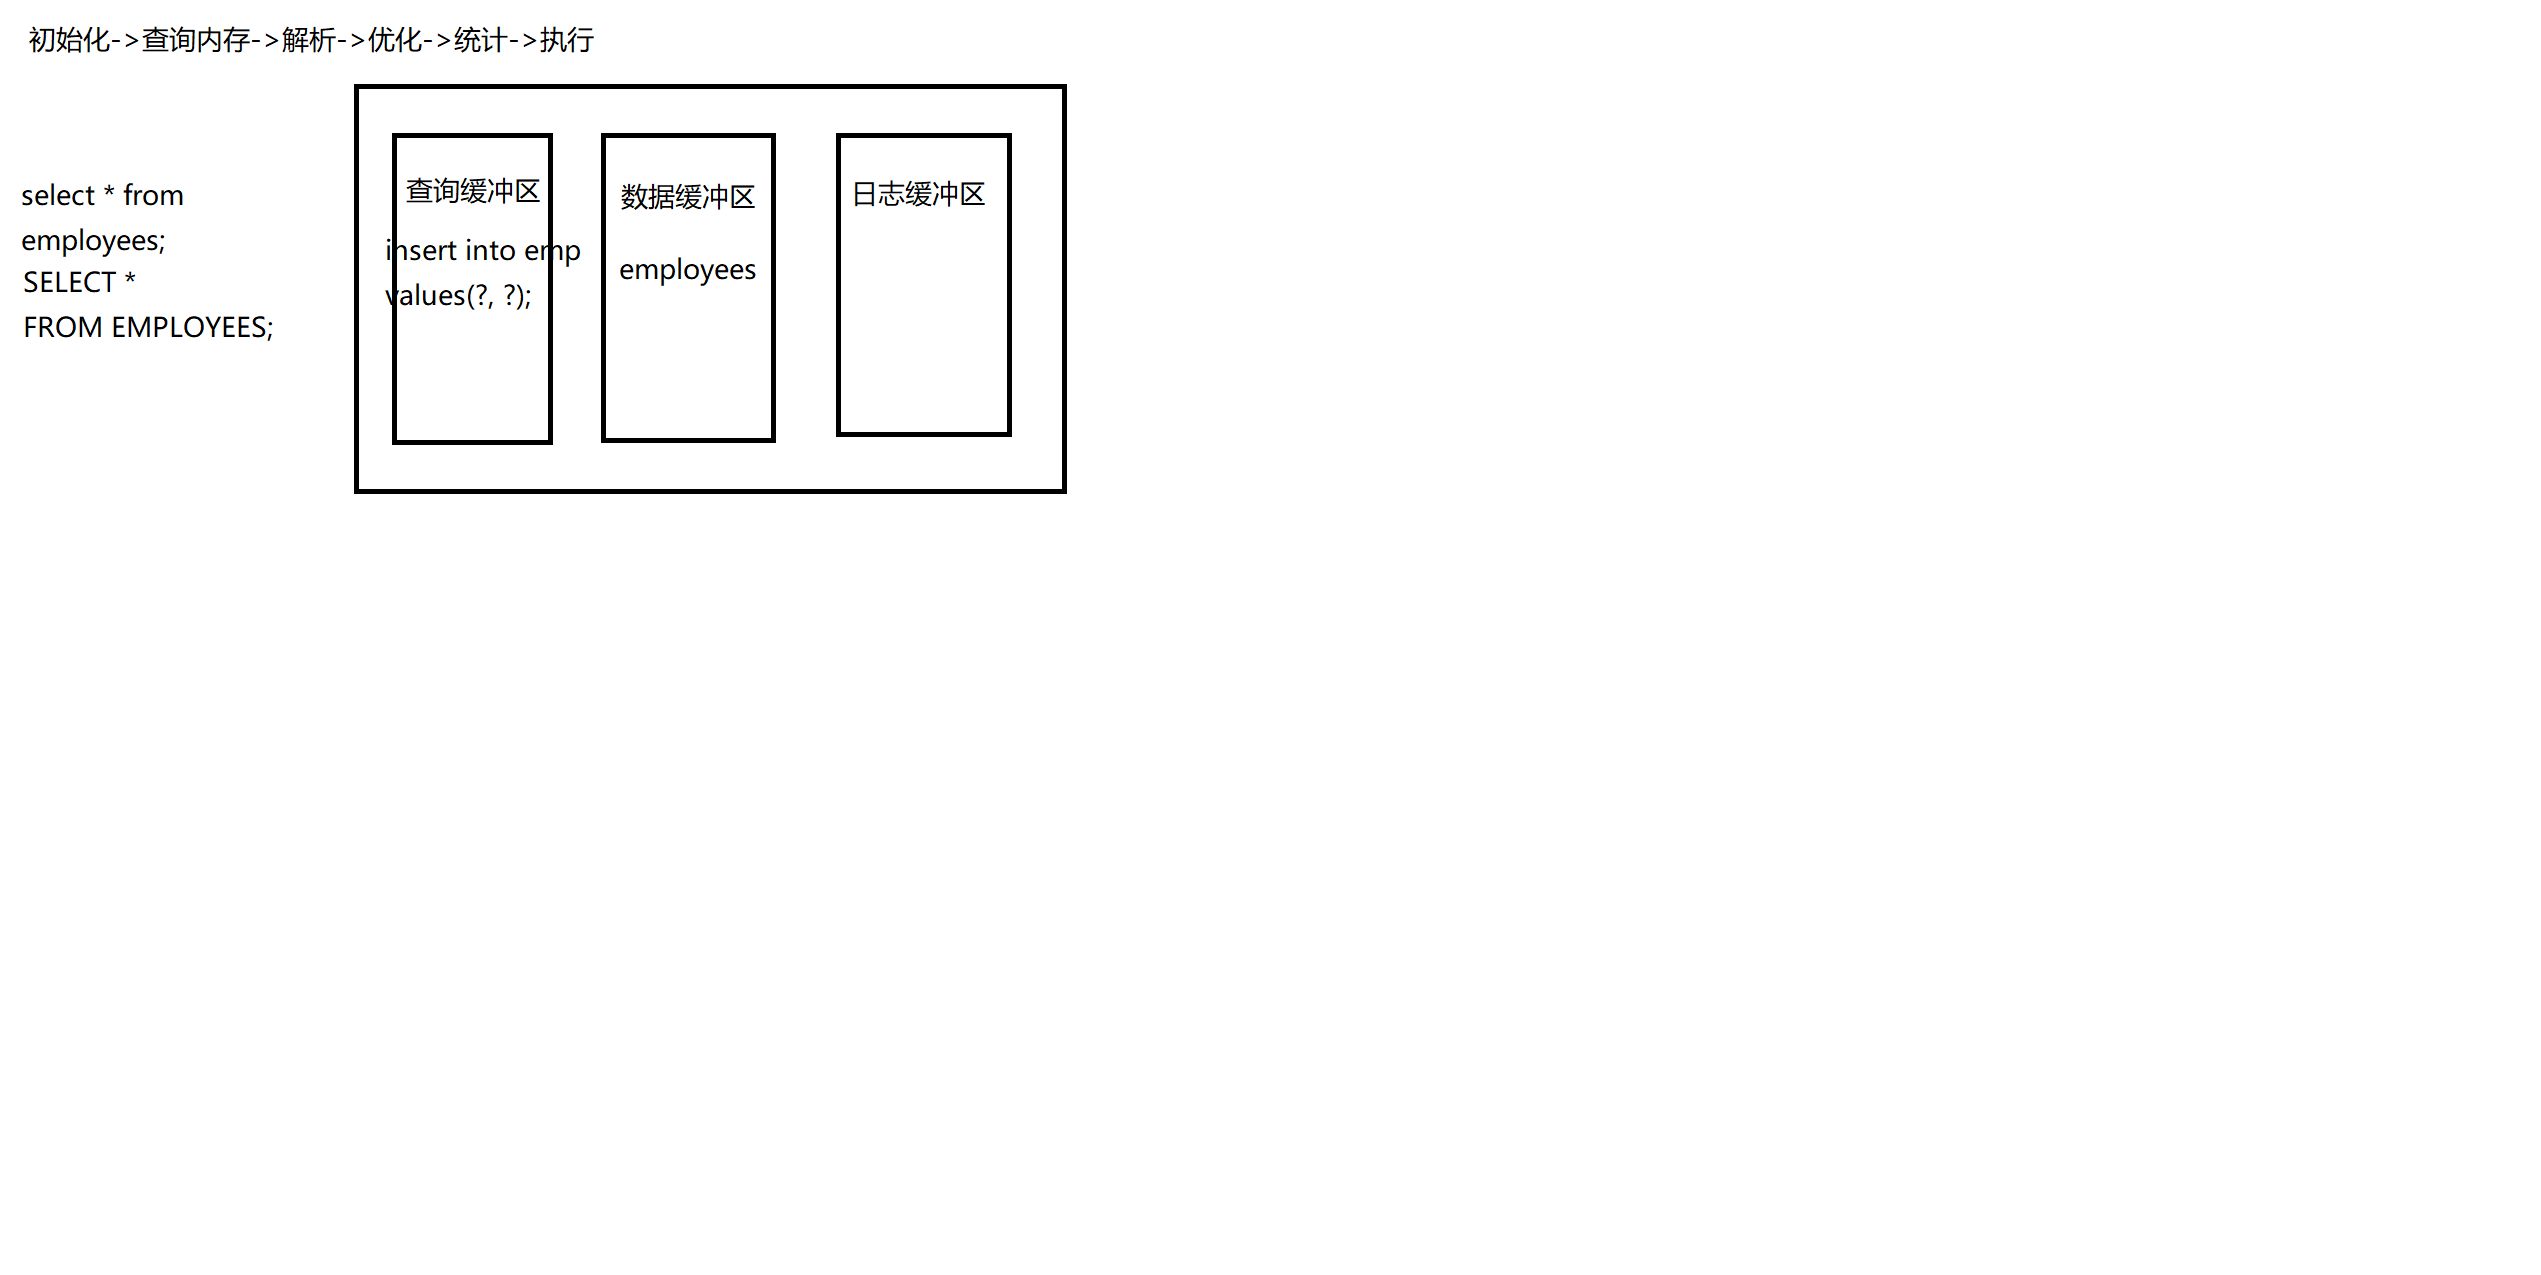 初始化->查询内存->解析->优化->统计->执行
select * from
employees;
SELECT *
FROM EMPLOYEES;
查询缓冲区
insert into emp
values(?, ?);
数据缓冲区
employees
日志缓冲区